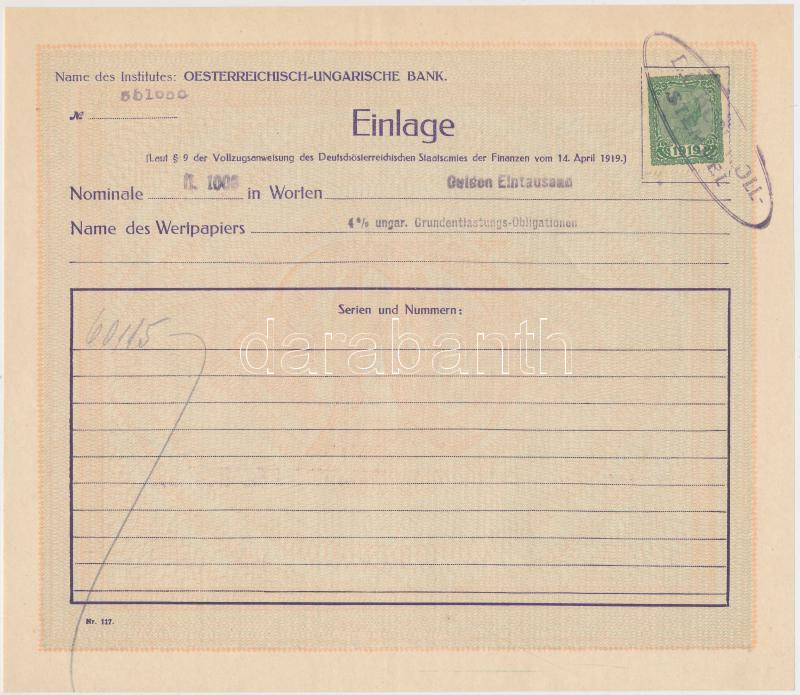 Name des Institutes: OESTERREICHISCH-UNGARISCHE BANK.
№ 561060
Einlage
(Laut § 9 der Vollzugsanweisung des Deutschösterreichischen Staatsamtes der Finanzen vom 14. April 1919.)
Nominale fl. 1000 in Worten Gulden Eintausend
Name des Wertpapiers 4% ungar. Grundentlastungs-Obligationen
1919
STEMPEL
Serien und Nummern:
60115
darabanth
Nr. 117.